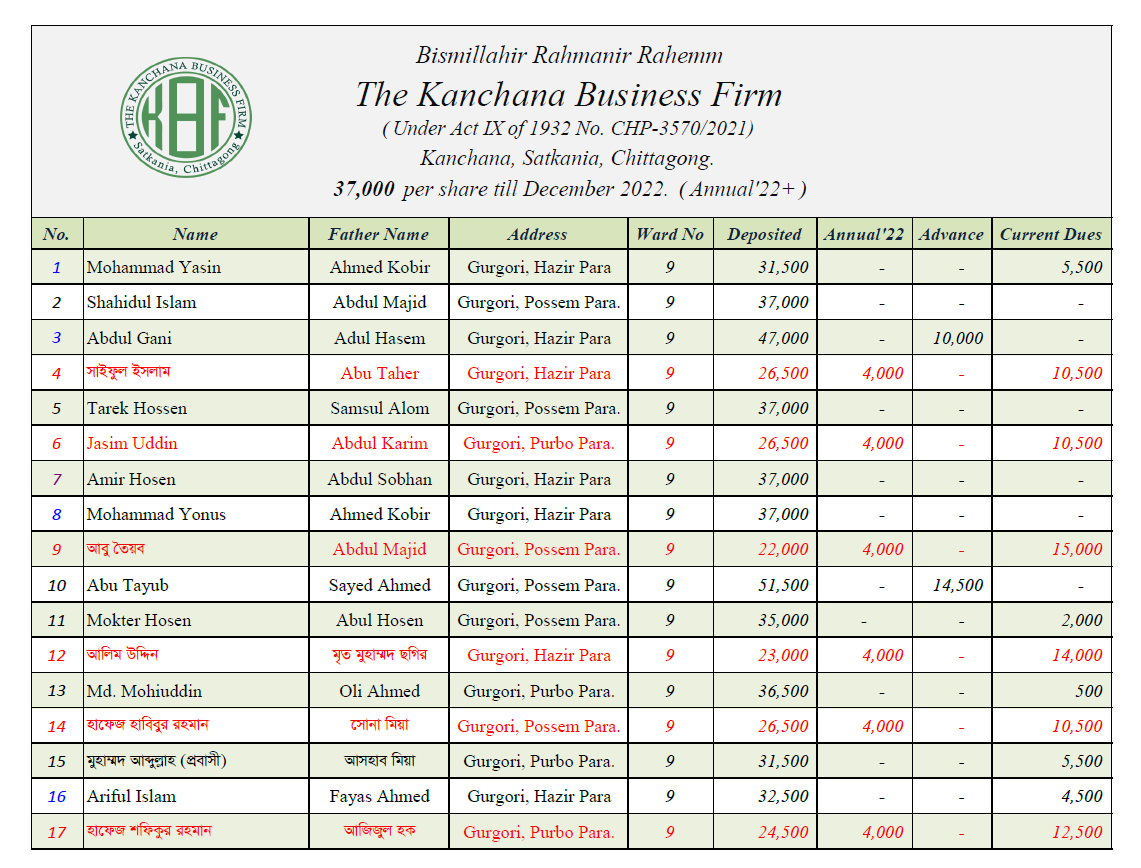 THE KANCHANA BUSINESS FIRM
KBF
Satkania, Chittagong
Bismillahir Rahmanir Rahemm
The Kanchana Business Firm
( Under Act IX of 1932 No. CHP-3570/2021)
Kanchana, Satkania, Chittagong.
37,000 per share till December 2022. ( Annual'22+ )
No. Name Father Name Address Ward No Deposited Annual'22 Advance Current Dues
1 Mohammad Yasin Ahmed Kobir Gurgori, Hazir Para 9 31,500 - - 5,500
2 Shahidul Islam Abdul Majid Gurgori, Possem Para. 9 37,000 - - -
3 Abdul Gani Adul Hasem Gurgori, Hazir Para 9 47,000 - 10,000 -
4 সাইফুল ইসলাম Abu Taher Gurgori, Hazir Para 9 26,500 4,000 - 10,500
5 Tarek Hossen Samsul Alom Gurgori, Possem Para. 9 37,000 - - -
6 Jasim Uddin Abdul Karim Gurgori, Purbo Para. 9 26,500 4,000 - 10,500
7 Amir Hosen Abdul Sobhan Gurgori, Hazir Para 9 37,000 - - -
8 Mohammad Yonus Ahmed Kobir Gurgori, Hazir Para 9 37,000 - - -
9 আবু তৈয়ব Abdul Majid Gurgori, Possem Para. 9 22,000 4,000 - 15,000
10 Abu Tayub Sayed Ahmed Gurgori, Possem Para. 9 51,500 - 14,500 -
11 Mokter Hosen Abul Hosen Gurgori, Possem Para. 9 35,000 - - 2,000
12 আলিম উদ্দিন মৃত মুহাম্মদ ছগির Gurgori, Hazir Para 9 23,000 4,000 - 14,000
13 Md. Mohiuddin Oli Ahmed Gurgori, Purbo Para. 9 36,500 - - 500
14 হাফেজ হাবিবুর রহমান সোনা মিয়া Gurgori, Possem Para. 9 26,500 4,000 - 10,500
15 মুহাম্মদ আব্দুল্লাহ (প্রবাসী) আসহাব মিয়া Gurgori, Purbo Para. 9 31,500 - - 5,500
16 Ariful Islam Fayas Ahmed Gurgori, Hazir Para 9 32,500 - - 4,500
17 হাফেজ শফিকুর রহমান আজিজুল হক Gurgori, Purbo Para. 9 24,500 4,000 - 12,500